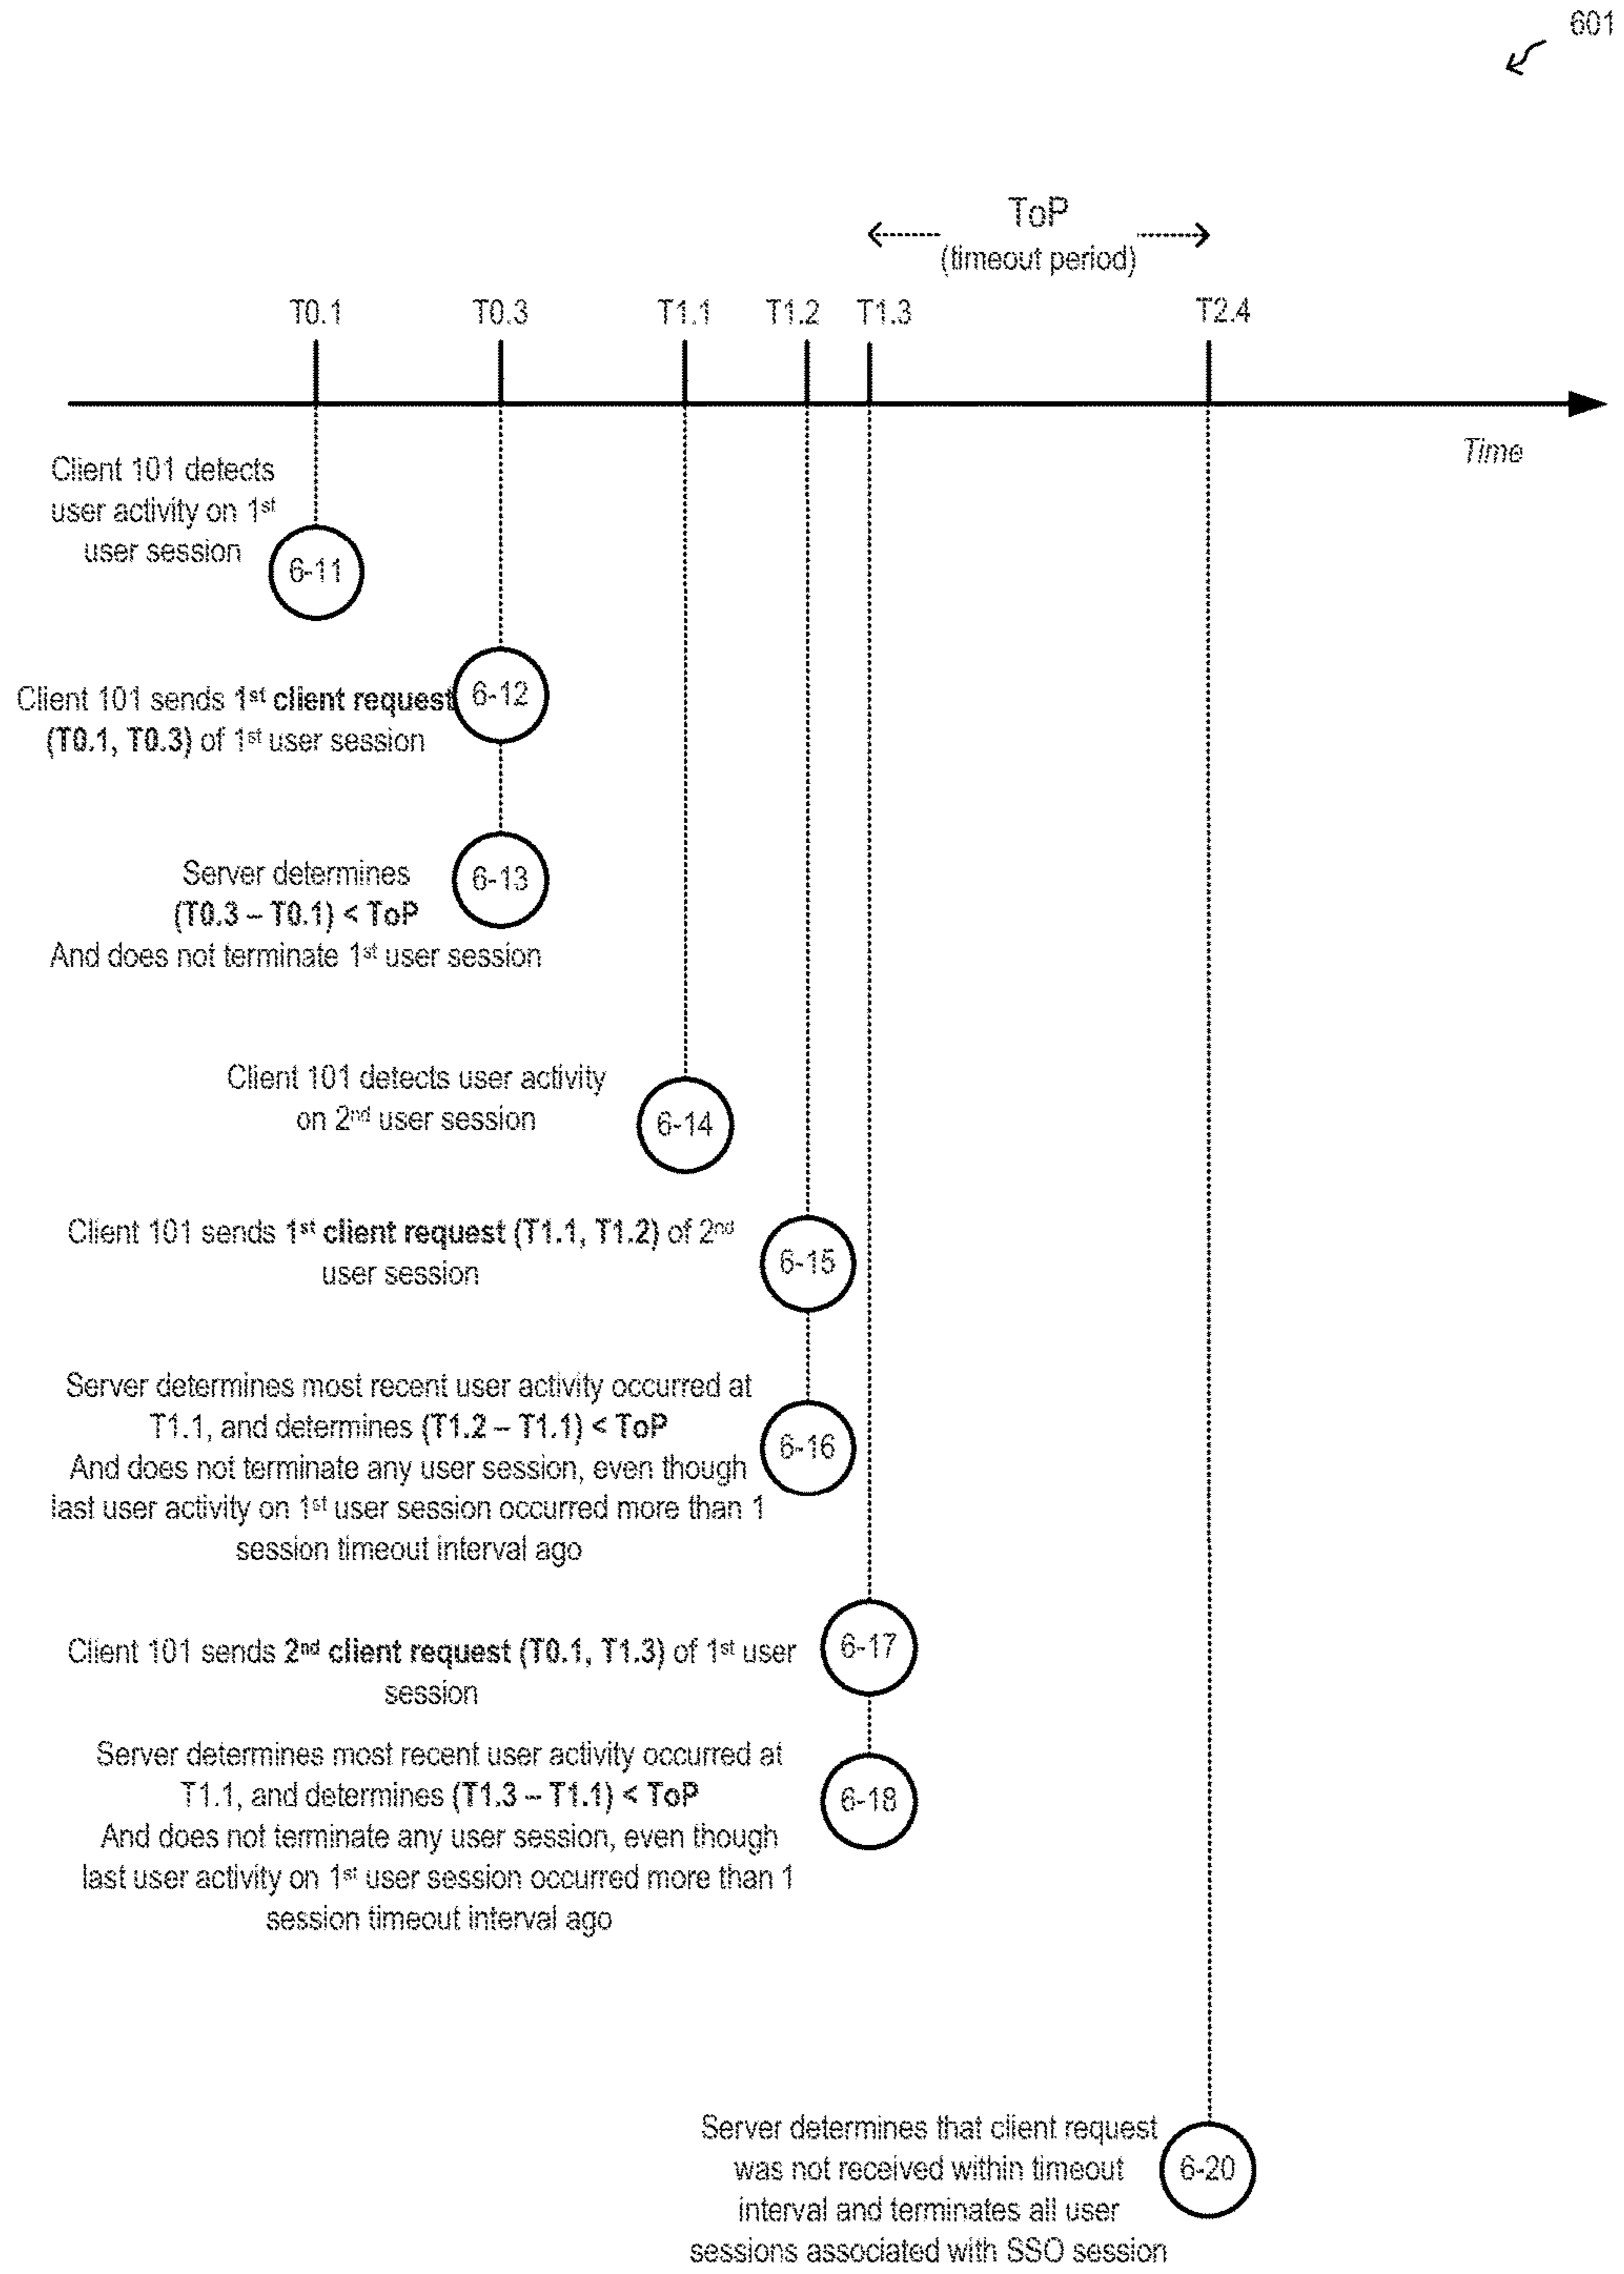 601
ToP
(timeout period)
T0.1 T0.3 T1.1 T1.2 T1.3 T2.4
Time
Client 101 detects
user activity on 1st
user session
6-11
Client 101 sends 1st client request
(T0.1, T0.3) of 1st user session
6-12
Server determines
(T0.3 – T0.1) < ToP
And does not terminate 1st user session
6-13
Client 101 detects user activity
on 2nd user session
6-14
Client 101 sends 1st client request (T1.1, T1.2) of 2nd
user session
6-15
Server determines most recent user activity occurred at
T1.1, and determines (T1.2 – T1.1) < ToP
And does not terminate any user session, even though
last user activity on 1st user session occurred more than 1
session timeout interval ago
6-16
Client 101 sends 2nd client request (T0.1, T1.3) of 1st user
session
6-17
Server determines most recent user activity occurred at
T1.1, and determines (T1.3 – T1.1) < ToP
And does not terminate any user session, even though
last user activity on 1st user session occurred more than 1
session timeout interval ago
6-18
Server determines that client request
was not received within timeout
interval and terminates all user
sessions associated with SSO session
6-20